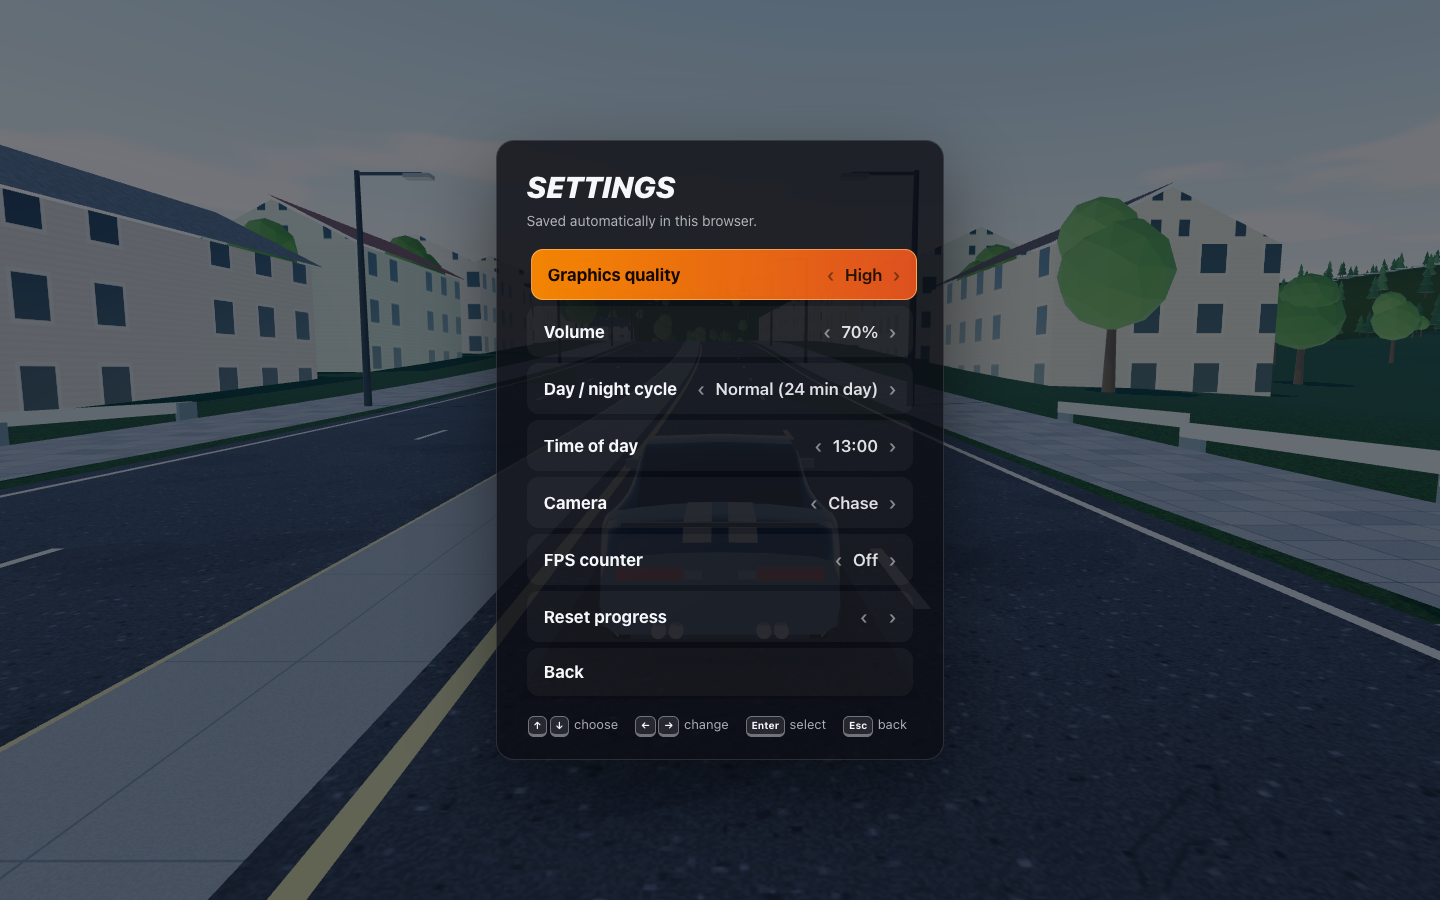 SETTINGS
Saved automatically in this browser.
Graphics quality ‹ High ›
Volume ‹ 70% ›
Day / night cycle ‹ Normal (24 min day) ›
Time of day ‹ 13:00 ›
Camera ‹ Chase ›
FPS counter ‹ Off ›
Reset progress ‹ ›
Back
↑ ↓ choose ← → change Enter select Esc back